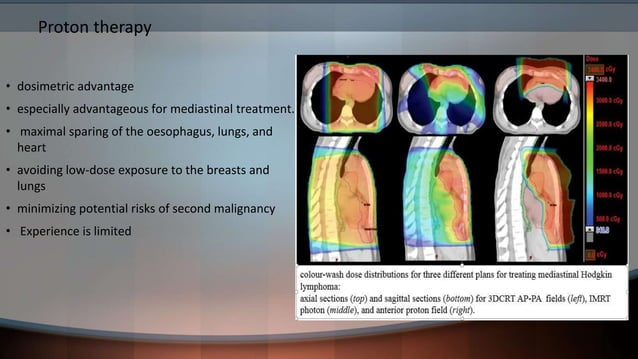 Proton therapy
• dosimetric advantage
• especially advantageous for mediastinal treatment.
• maximal sparing of the oesophagus, lungs, and
heart
• avoiding low-dose exposure to the breasts and
lungs
• minimizing potential risks of second malignancy
• Experience is limited
Dose
3400.0
3000.0 cGy
2500.0 cGy
2000.0 cGy
1500.0 cGy
1000.0 cGy
500.0 cGy
0.0 cGy
colour-wash dose distributions for three different plans for treating mediastinal Hodgkin
lymphoma:
axial sections (top) and sagittal sections (bottom) for 3DCRT AP-PA fields (left), IMRT
photon (middle), and anterior proton field (right).